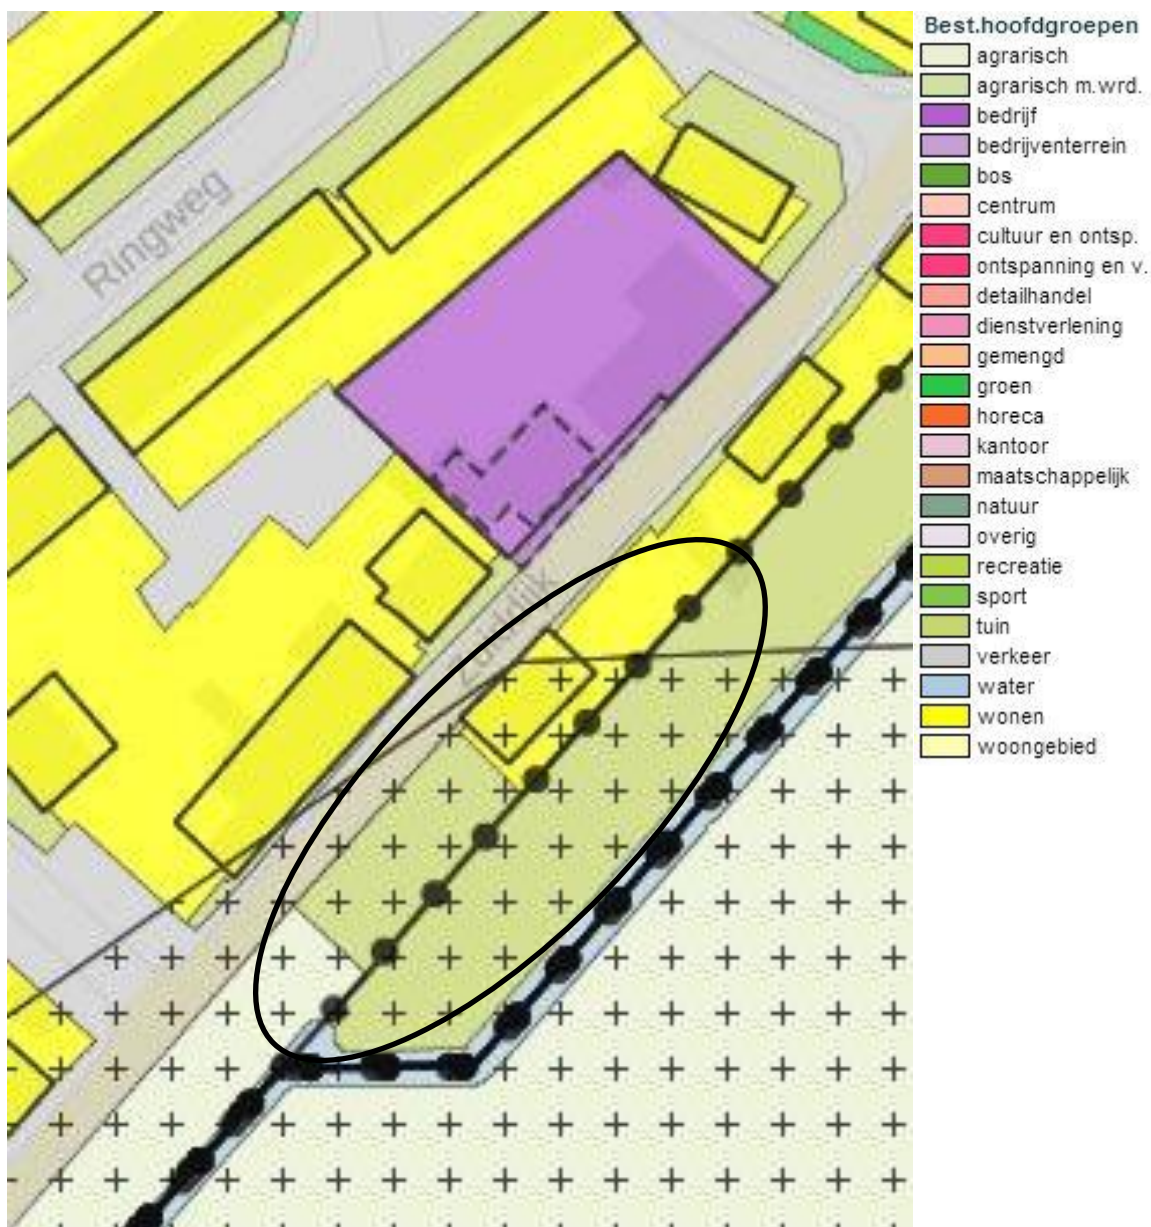 Best.hoofdgroepen
agrarisch
agrarisch m.wrd.
bedrijf
bedrijventerrein
bos
centrum
cultuur en ontsp.
ontspanning en v.
detailhandel
dienstverlening
gemengd
groen
horeca
kantoor
maatschappelijk
natuur
overig
recreatie
sport
tuin
verkeer
water
wonen
woongebied
Ringweg